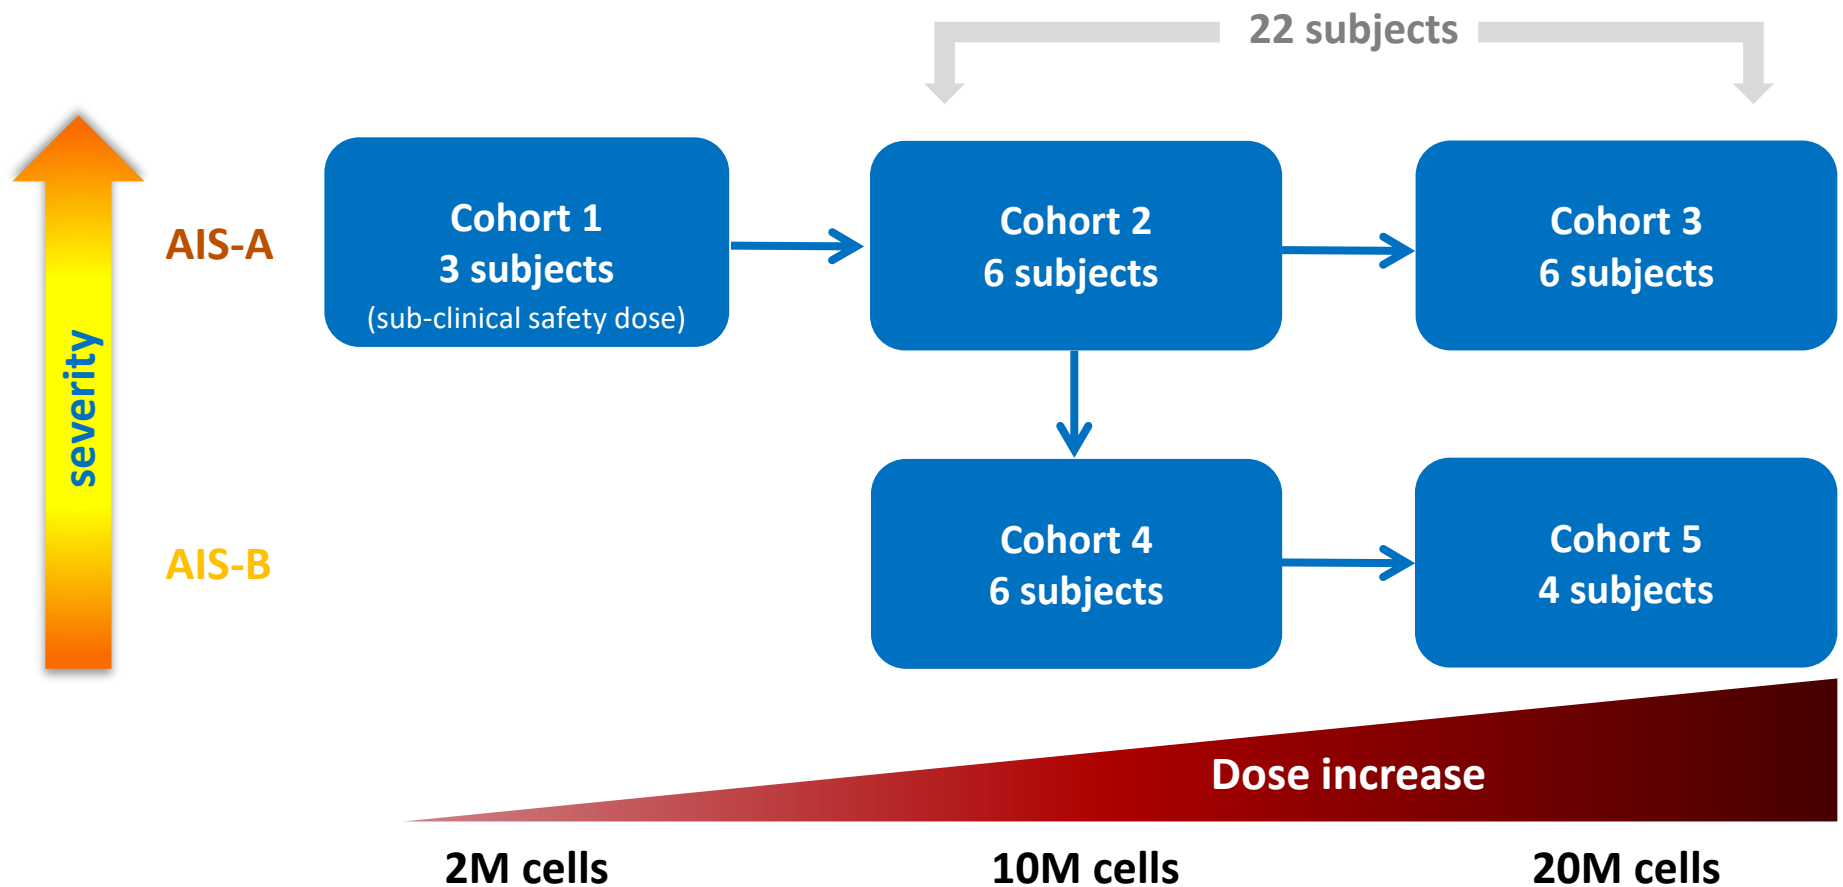 22 subjects
severity
AIS-A
Cohort 1
3 subjects
(sub-clinical safety dose)
Cohort 2
6 subjects
Cohort 3
6 subjects
AIS-B
Cohort 4
6 subjects
Cohort 5
4 subjects
Dose increase
2M cells
10M cells
20M cells